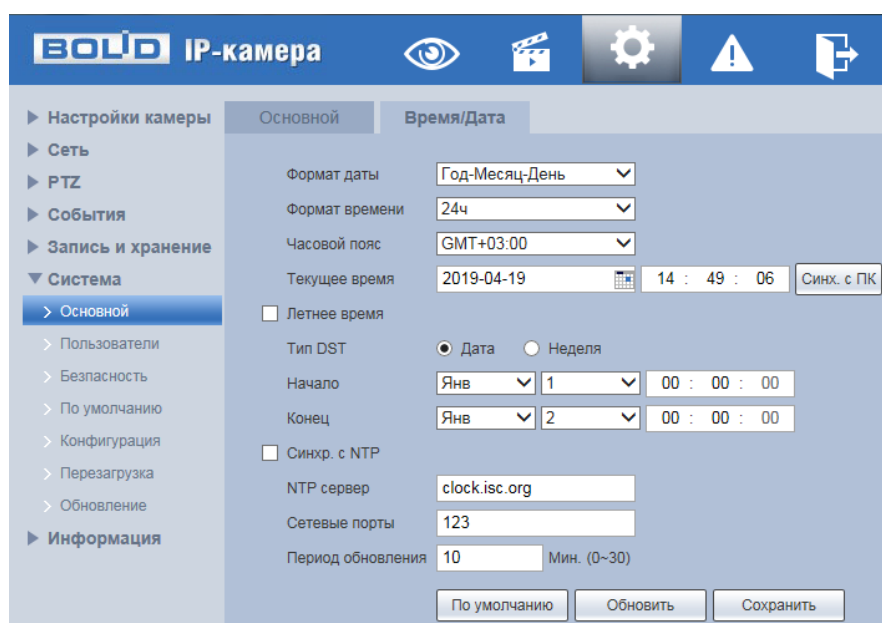 BOLID IP-камера
Настройки камеры
Сеть
PTZ
События
Запись и хранение
Система
Основной
Пользователи
Безпасность
По умолчанию
Конфигурация
Перезагрузка
Обновление
Информация
Основной Время/Дата
Формат даты Год-Месяц-День
Формат времени 24ч
Часовой пояс GMT+03:00
Текущее время 2019-04-19 14 : 49 : 06 Синх. с ПК
Летнее время
Тип DST Дата Неделя
Начало Янв 1 00 : 00 : 00
Конец Янв 2 00 : 00 : 00
Синхр. с NTP
NTP сервер clock.isc.org
Сетевые порты 123
Период обновления 10 Мин. (0~30)
По умолчанию Обновить Сохранить